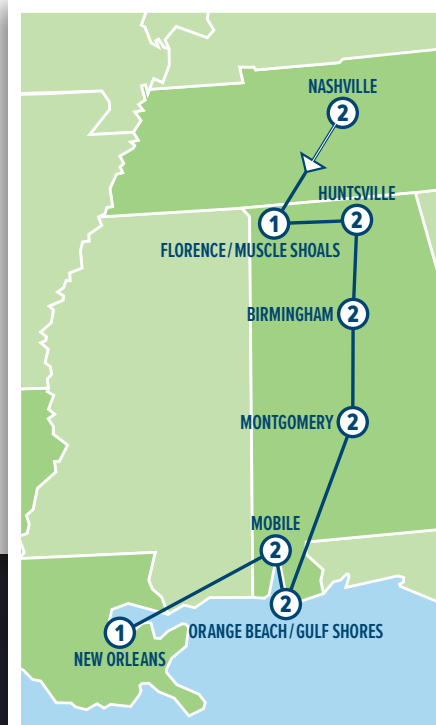 NASHVILLE
2
HUNTSVILLE
2
1
FLORENCE / MUSCLE SHOALS
BIRMINGHAM 2
MONTGOMERY 2
MOBILE
2
2
ORANGE BEACH / GULF SHORES
1
NEW ORLEANS